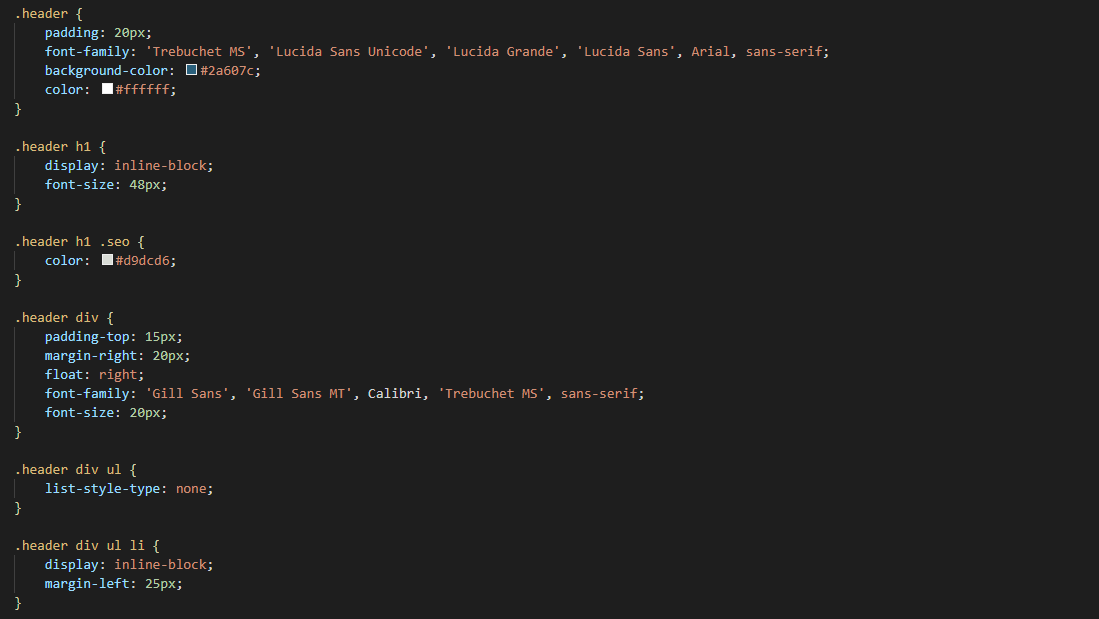 .header {
    padding: 20px;
    font-family: 'Trebuchet MS', 'Lucida Sans Unicode', 'Lucida Grande', 'Lucida Sans', Arial, sans-serif;
    background-color: #2a607c;
    color: #ffffff;
}

.header h1 {
    display: inline-block;
    font-size: 48px;
}

.header h1 .seo {
    color: #d9dcd6;
}

.header div {
    padding-top: 15px;
    margin-right: 20px;
    float: right;
    font-family: 'Gill Sans', 'Gill Sans MT', Calibri, 'Trebuchet MS', sans-serif;
    font-size: 20px;
}

.header div ul {
    list-style-type: none;
}

.header div ul li {
    display: inline-block;
    margin-left: 25px;
}